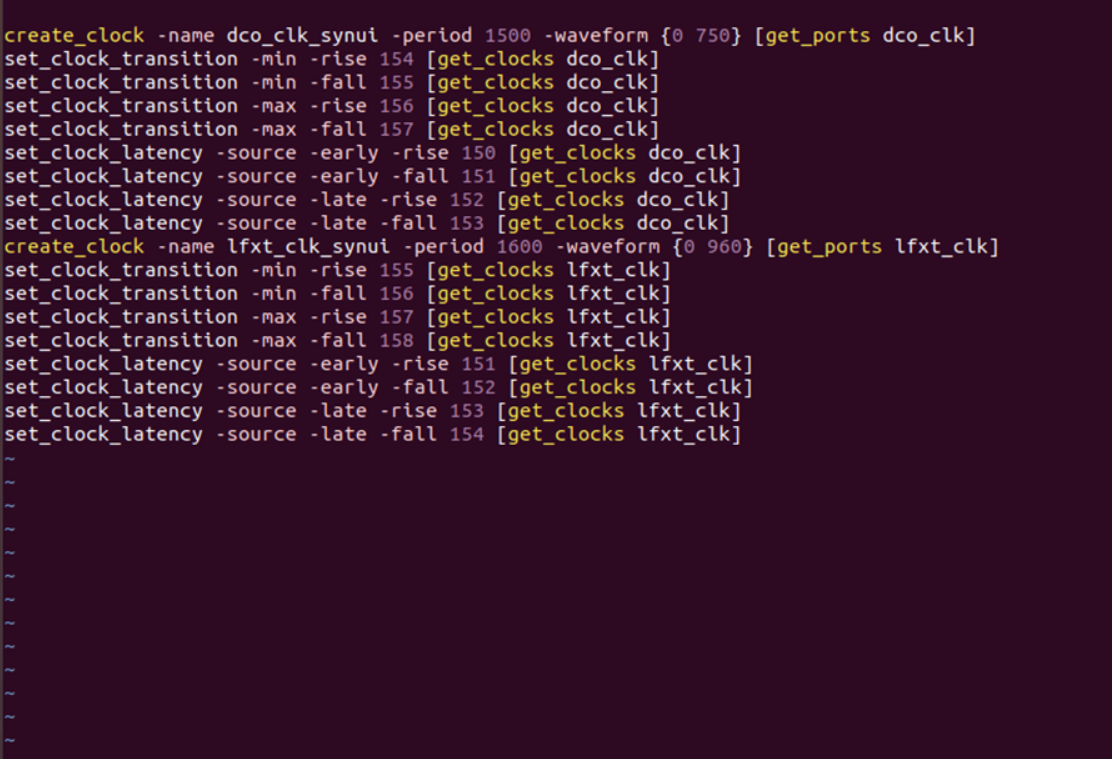 create_clock -name dco_clk_synui -period 1500 -waveform {0 750} [get_ports dco_clk]
set_clock_transition -min -rise 154 [get_clocks dco_clk]
set_clock_transition -min -fall 155 [get_clocks dco_clk]
set_clock_transition -max -rise 156 [get_clocks dco_clk]
set_clock_transition -max -fall 157 [get_clocks dco_clk]
set_clock_latency -source -early -rise 150 [get_clocks dco_clk]
set_clock_latency -source -early -fall 151 [get_clocks dco_clk]
set_clock_latency -source -late -rise 152 [get_clocks dco_clk]
set_clock_latency -source -late -fall 153 [get_clocks dco_clk]
create_clock -name lfxt_clk_synui -period 1600 -waveform {0 960} [get_ports lfxt_clk]
set_clock_transition -min -rise 155 [get_clocks lfxt_clk]
set_clock_transition -min -fall 156 [get_clocks lfxt_clk]
set_clock_transition -max -rise 157 [get_clocks lfxt_clk]
set_clock_transition -max -fall 158 [get_clocks lfxt_clk]
set_clock_latency -source -early -rise 151 [get_clocks lfxt_clk]
set_clock_latency -source -early -fall 152 [get_clocks lfxt_clk]
set_clock_latency -source -late -rise 153 [get_clocks lfxt_clk]
set_clock_latency -source -late -fall 154 [get_clocks lfxt_clk]
~
~
~
~
~
~
~
~
~
~
~
~
~